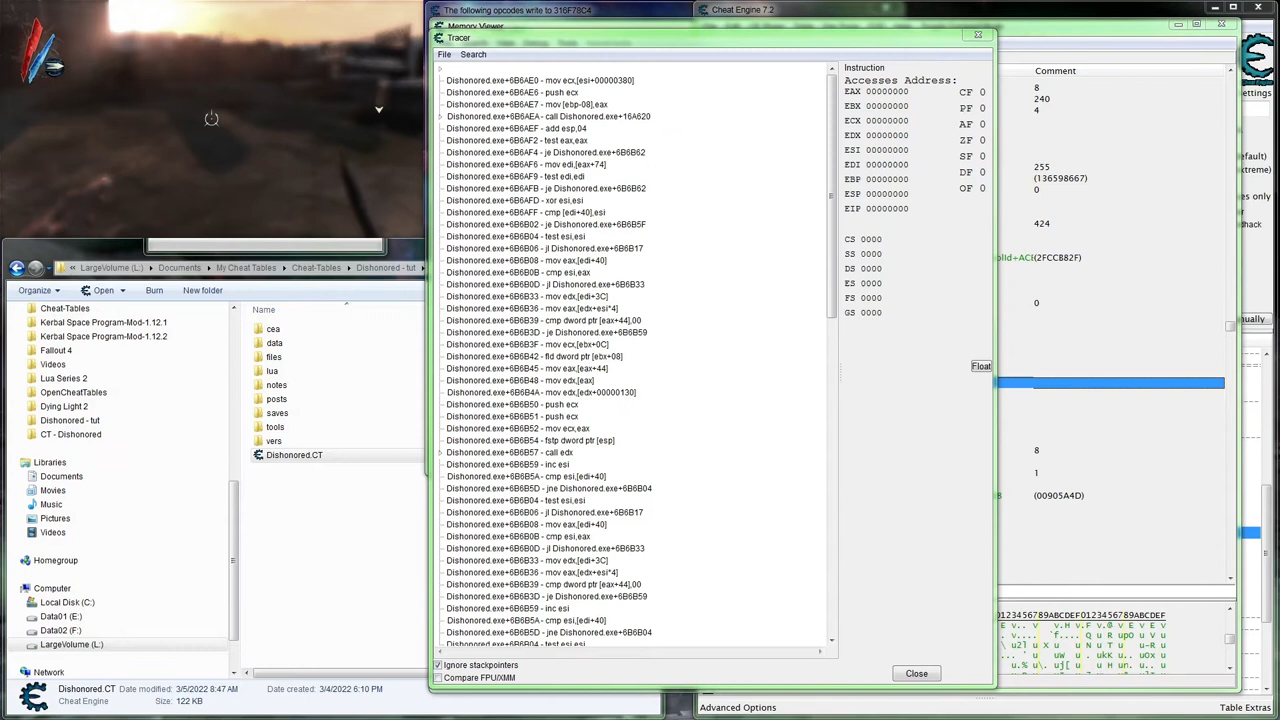 The following opcodes write to 316F78C4
Cheat Engine 7.2
Memory Viewer
Tracer
File Search
Dishonored.exe+6B6AE0 - mov ecx,[esi+00000380]
Dishonored.exe+6B6AE6 - push ecx
Dishonored.exe+6B6AE7 - mov [ebp-08],eax
Dishonored.exe+6B6AEA - call Dishonored.exe+16A620
Dishonored.exe+6B6AEF - add esp,04
Dishonored.exe+6B6AF2 - test eax,eax
Dishonored.exe+6B6AF4 - je Dishonored.exe+6B6B62
Dishonored.exe+6B6AF6 - mov edi,[eax+74]
Dishonored.exe+6B6AF9 - test edi,edi
Dishonored.exe+6B6AFB - je Dishonored.exe+6B6B62
Dishonored.exe+6B6AFD - xor esi,esi
Dishonored.exe+6B6AFF - cmp [edi+40],esi
Dishonored.exe+6B6B02 - je Dishonored.exe+6B6B5F
Dishonored.exe+6B6B04 - test esi,esi
Dishonored.exe+6B6B06 - jl Dishonored.exe+6B6B17
Dishonored.exe+6B6B08 - mov eax,[edi+40]
Dishonored.exe+6B6B0B - cmp esi,eax
Dishonored.exe+6B6B0D - jl Dishonored.exe+6B6B33
Dishonored.exe+6B6B33 - mov edx,[edi+3C]
Dishonored.exe+6B6B36 - mov eax,[edx+esi*4]
Dishonored.exe+6B6B39 - cmp dword ptr [eax+44],00
Dishonored.exe+6B6B3D - je Dishonored.exe+6B6B59
Dishonored.exe+6B6B3F - mov ecx,[ebx+0C]
Dishonored.exe+6B6B42 - fld dword ptr [ebx+08]
Dishonored.exe+6B6B45 - mov eax,[eax+44]
Dishonored.exe+6B6B48 - mov edx,[eax]
Dishonored.exe+6B6B4A - mov edx,[edx+00000130]
Dishonored.exe+6B6B50 - push ecx
Dishonored.exe+6B6B51 - push ecx
Dishonored.exe+6B6B52 - mov ecx,eax
Dishonored.exe+6B6B54 - fstp dword ptr [esp]
Dishonored.exe+6B6B57 - call edx
Dishonored.exe+6B6B59 - inc esi
Dishonored.exe+6B6B5A - cmp esi,[edi+40]
Dishonored.exe+6B6B5D - jne Dishonored.exe+6B6B04
Dishonored.exe+6B6B04 - test esi,esi
Dishonored.exe+6B6B06 - jl Dishonored.exe+6B6B17
Dishonored.exe+6B6B08 - mov eax,[edi+40]
Dishonored.exe+6B6B0B - cmp esi,eax
Dishonored.exe+6B6B0D - jl Dishonored.exe+6B6B33
Dishonored.exe+6B6B33 - mov edx,[edi+3C]
Dishonored.exe+6B6B36 - mov eax,[edx+esi*4]
Dishonored.exe+6B6B39 - cmp dword ptr [eax+44],00
Dishonored.exe+6B6B3D - je Dishonored.exe+6B6B59
Dishonored.exe+6B6B59 - inc esi
Dishonored.exe+6B6B5A - cmp esi,[edi+40]
Dishonored.exe+6B6B5D - jne Dishonored.exe+6B6B04
Dishonored.exe+6B6B04 - test esi,esi
Ignore stackpointers
Compare FPU/XMM
Instruction
Accesses Address:
EAX 00000000 CF 0
EBX 00000000 PF 0
ECX 00000000 AF 0
EDX 00000000 ZF 0
ESI 00000000 SF 0
EDI 00000000 DF 0
EBP 00000000 OF 0
ESP 00000000
EIP 00000000
CS 0000
SS 0000
DS 0000
ES 0000
FS 0000
GS 0000
Float
Close
Comment
8
240
4
255
(136598667)
0
424
(2FCCB82F)
0
8
1
(00905A4D)
0123456789ABCDEF0123456789ABCDEF
ettings
Advanced Options
Table Extras
« LargeVolume (L:) Documents My Cheat Tables Cheat-Tables Dishonored - tut
Organize Open Burn New folder
Cheat-Tables
Kerbal Space Program-Mod-1.12.1
Kerbal Space Program-Mod-1.12.2
Fallout 4
Videos
Lua Series 2
OpenCheatTables
Dying Light 2
Dishonored - tut
CT - Dishonored
Libraries
Documents
Movies
Music
Pictures
Videos
Homegroup
Computer
Local Disk (C:)
Data01 (E:)
Data02 (F:)
LargeVolume (L:)
Network
Name
cea
data
files
lua
notes
posts
saves
tools
vers
Dishonored.CT
Dishonored.CT Date modified: 3/5/2022 8:47 AM Date created: 3/4/2022 6:10 PM
Cheat Engine Size: 122 KB